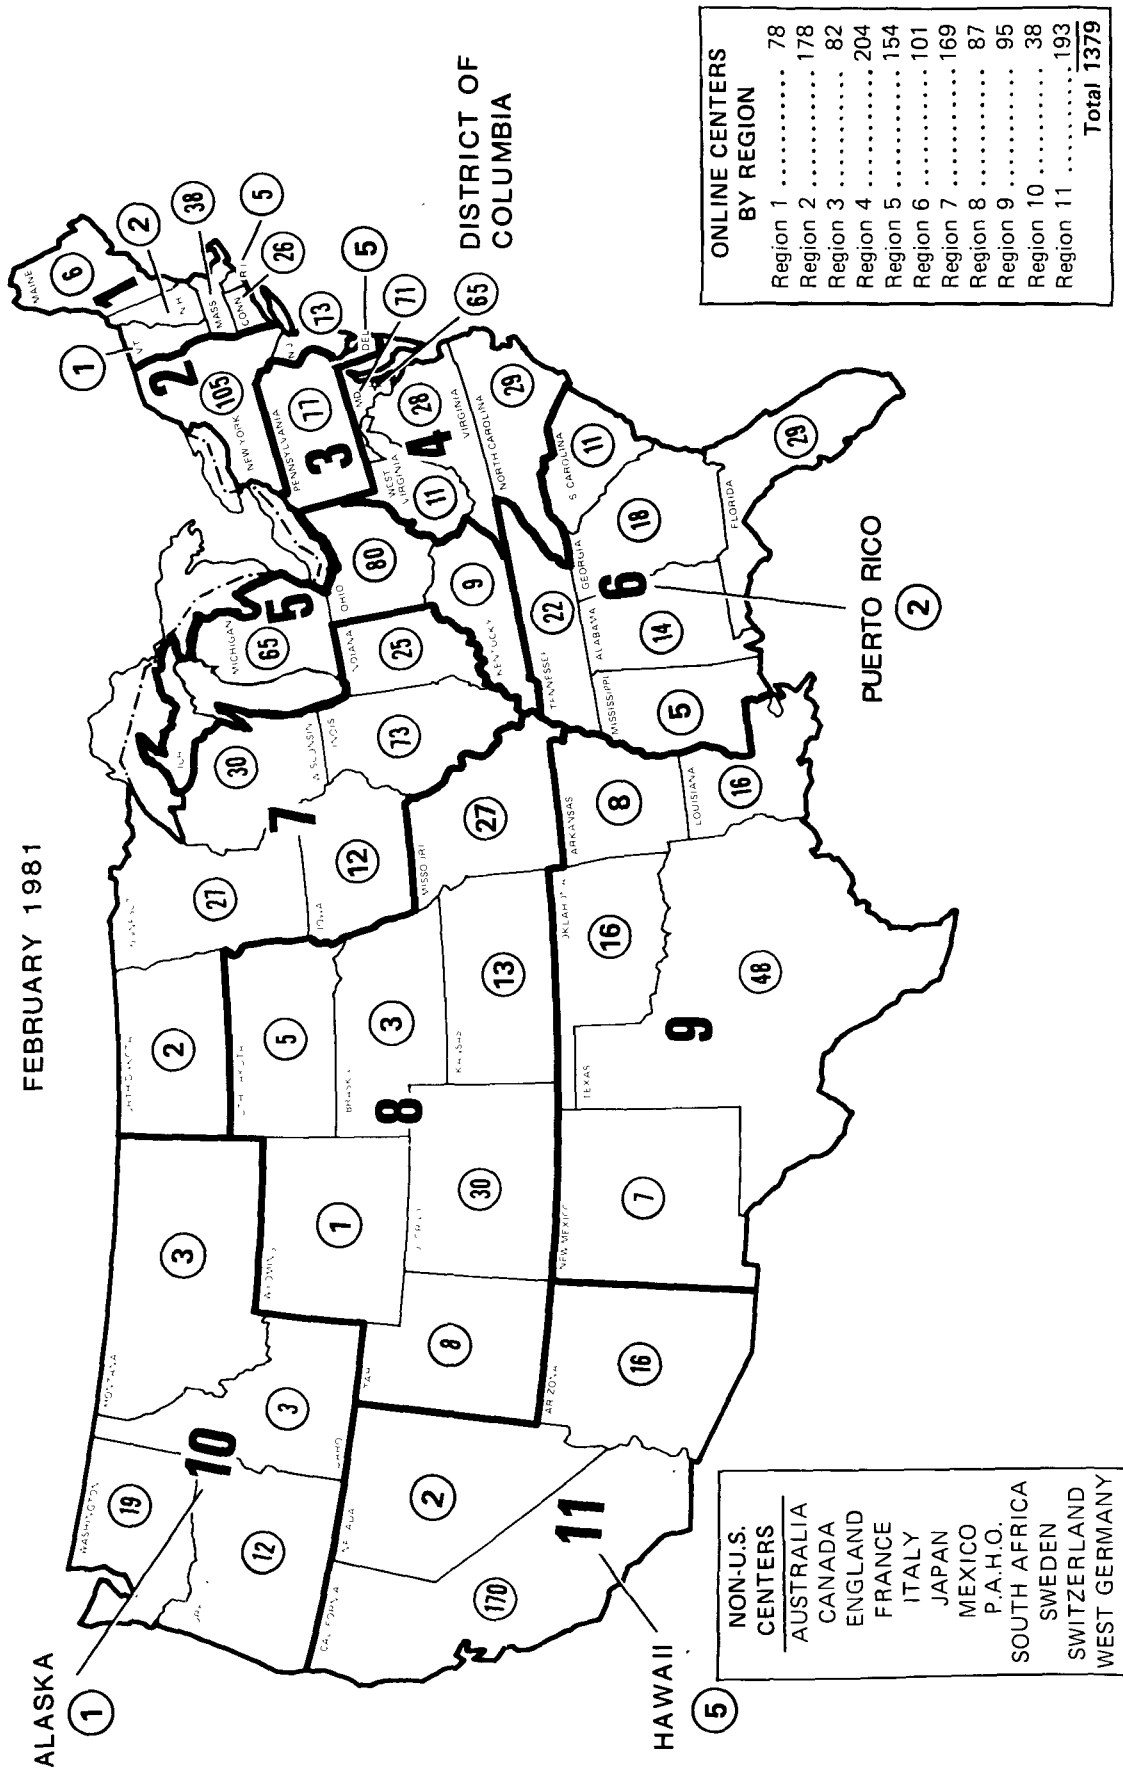 FEBRUARY 1981
ALASKA
1
WASHINGTON
19
12
10
MONTANA
3
3
CALIFORNIA
170
NEVADA
2
11
HAWAII
5
ARIZONA
16
8
1
30
8
2
5
3
KANSAS
13
NEW MEXICO
7
TEXAS
48
9
16
27
IOWA
12
7
30
73
25
27
ARKANSAS
8
LOUISIANA
16
MICHIGAN
65
5
OHIO
80
KENTUCKY
9
22
MISSISSIPPI
5
ALABAMA
14
GEORGIA
18
6
FLORIDA
29
S CAROLINA
11
NORTH CAROLINA
29
VIRGINIA
28
WEST
VIRGINIA
11
4
PENNSYLVANIA
77
3
NEW YORK
105
2
N J
73
MD
71
DEL
5
65
DISTRICT OF
COLUMBIA
MAINE
6
1
VT
1
N H
2
MASS
38
CONN
26
R I
5
PUERTO RICO
2
NON-U.S.
CENTERS
AUSTRALIA
CANADA
ENGLAND
FRANCE
ITALY
JAPAN
MEXICO
P.A.H.O.
SOUTH AFRICA
SWEDEN
SWITZERLAND
WEST GERMANY
ONLINE CENTERS
BY REGION
Region 1 .......... 78
Region 2 .......... 178
Region 3 .......... 82
Region 4 .......... 204
Region 5 .......... 154
Region 6 .......... 101
Region 7 .......... 169
Region 8 .......... 87
Region 9 .......... 95
Region 10 .......... 38
Region 11 .......... 193
Total 1379